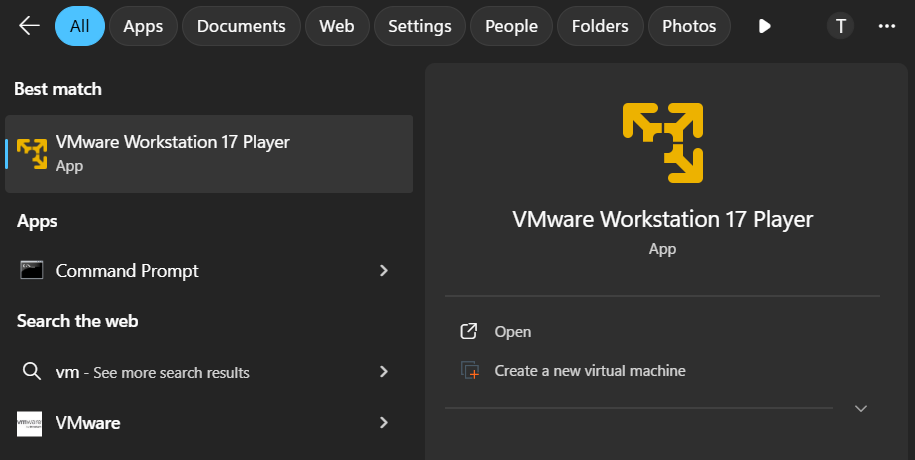 All
Apps
Documents
Web
Settings
People
Folders
Photos
T
Best match
VMware Workstation 17 Player
App
Apps
Command Prompt
Search the web
vm - See more search results
vmware
VMware
VMware Workstation 17 Player
App
Open
Create a new virtual machine